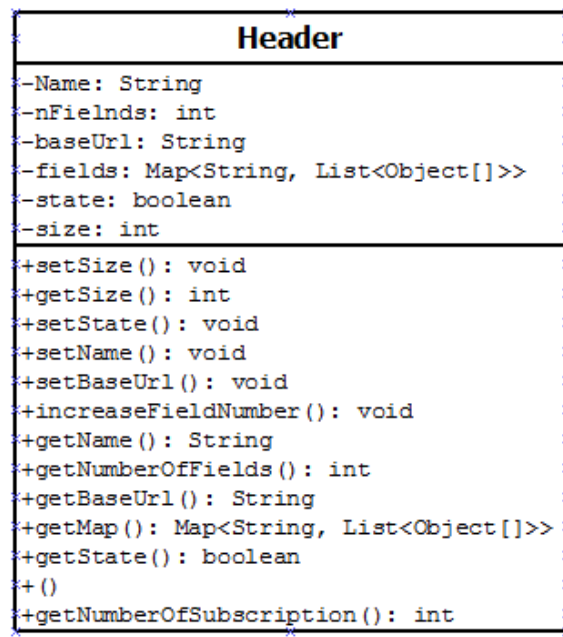 Header
-Name: String
-nFielnds: int
-baseUrl: String
-fields: Map<String, List<Object[]>>
-state: boolean
-size: int
+setSize(): void
+getSize(): int
+setState(): void
+setName(): void
+setBaseUrl(): void
+increaseFieldNumber(): void
+getName(): String
+getNumberOfFields(): int
+getBaseUrl(): String
+getMap(): Map<String, List<Object[]>>
+getState(): boolean
+()
+getNumberOfSubscription(): int